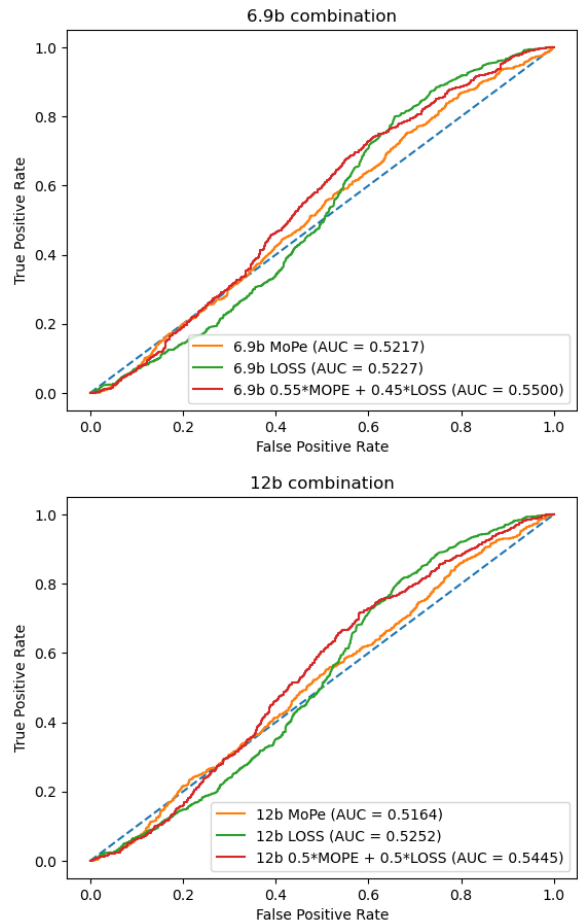 6.9b combination
1.0
0.8
0.6
0.4
0.2
0.0
True Positive Rate
6.9b MoPe (AUC = 0.5217)
6.9b LOSS (AUC = 0.5227)
6.9b 0.55*MOPE + 0.45*LOSS (AUC = 0.5500)
0.0 0.2 0.4 0.6 0.8 1.0
False Positive Rate
12b combination
1.0
0.8
0.6
0.4
0.2
0.0
True Positive Rate
12b MoPe (AUC = 0.5164)
12b LOSS (AUC = 0.5252)
12b 0.5*MOPE + 0.5*LOSS (AUC = 0.5445)
0.0 0.2 0.4 0.6 0.8 1.0
False Positive Rate